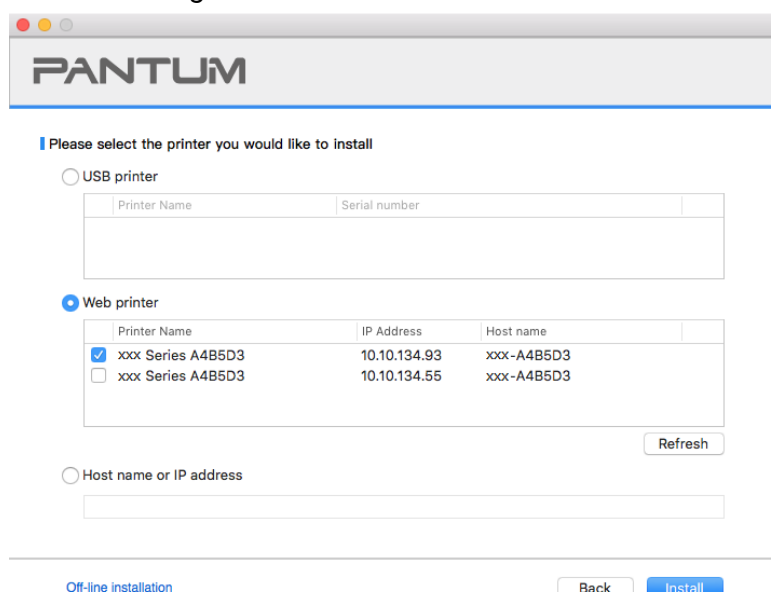 PANTUM
Please select the printer you would like to install
USB printer
Printer Name Serial number
Web printer
Printer Name IP Address Host name
xxx Series A4B5D3 10.10.134.93 xxx-A4B5D3
xxx Series A4B5D3 10.10.134.55 xxx-A4B5D3
Refresh
Host name or IP address
Off-line installation Back Install